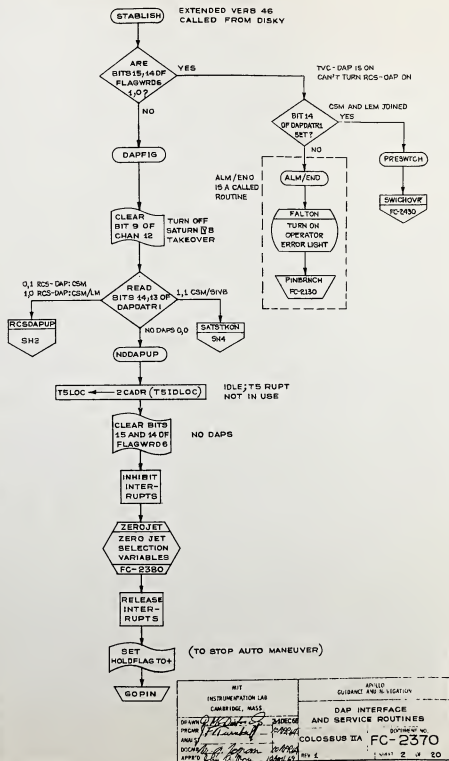 STABLISH
EXTENDED VERB 46
CALLED FROM DISKY
ARE
BITS 15, 14 OF
FLAGWRD6
1,0?
YES
NO
TVC-DAP IS ON
CAN'T TURN RCS-DAP ON
BIT 14
OF DAPDATR1
SET?
CSM AND LEM JOINED
YES
NO
PRESWTCH
SWICHOVR
FC-2430
ALM/END
IS A CALLED
ROUTINE
ALM/END
FALTON
TURN ON
OPERATOR
ERROR LIGHT
PINBRNCH
FC-2130
DAPFIG
CLEAR
BIT 9 OF
CHAN 12
TURN OFF
SATURN IVB
TAKEOVER
READ
BITS 14,13 OF
DAPDATR1
0,1 RCS-DAP:CSM
1,0 RCS-DAP:CSM/LM
1,1 CSM/SIVB
NO DAPS 0,0
RCSDAPUP
SH2
SATSTKON
SH4
NODAPUP
T5LOC ← 2CADR (T5IDLOC)
IDLE; T5 RUPT
NOT IN USE
CLEAR BITS
15 AND 14 OF
FLAGWRD6
NO DAPS
INHIBIT
INTER-
RUPTS
ZEROJET
ZERO JET
SELECTION
VARIABLES
FC-2380
RELEASE
INTER-
RUPTS
SET
HOLDFLAG TO+
(TO STOP AUTO MANEUVER)
GOPIN
MIT
INSTRUMENTATION LAB
CAMBRIDGE, MASS
APOLLO
GUIDANCE AND NAVIGATION
DAP INTERFACE
AND SERVICE ROUTINES
DRAWN
PRGMR
ANALST
DOCMR
APPR'D
COLOSSUS IIA
DOCUMENT NO.
FC-2370
REV 1
SHEET 2 OF 20